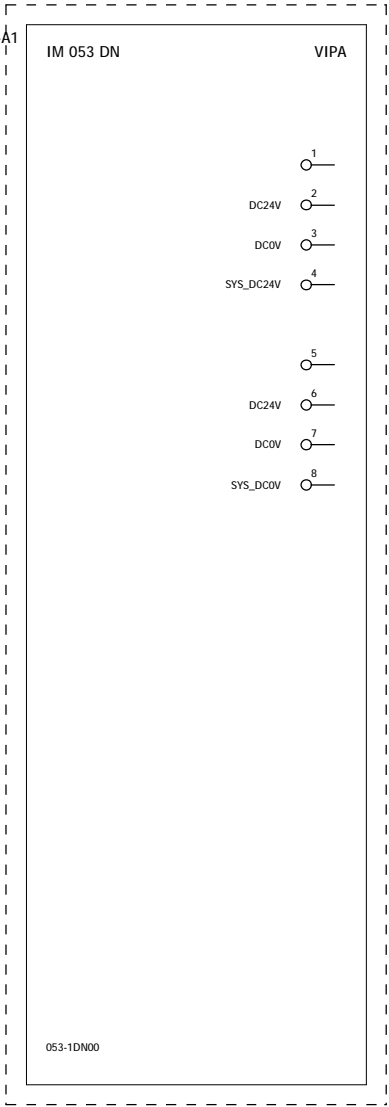 A1
IM 053 DN VIPA
1
DC24V 2
DC0V 3
SYS_DC24V 4
5
DC24V 6
DC0V 7
SYS_DC0V 8
053-1DN00